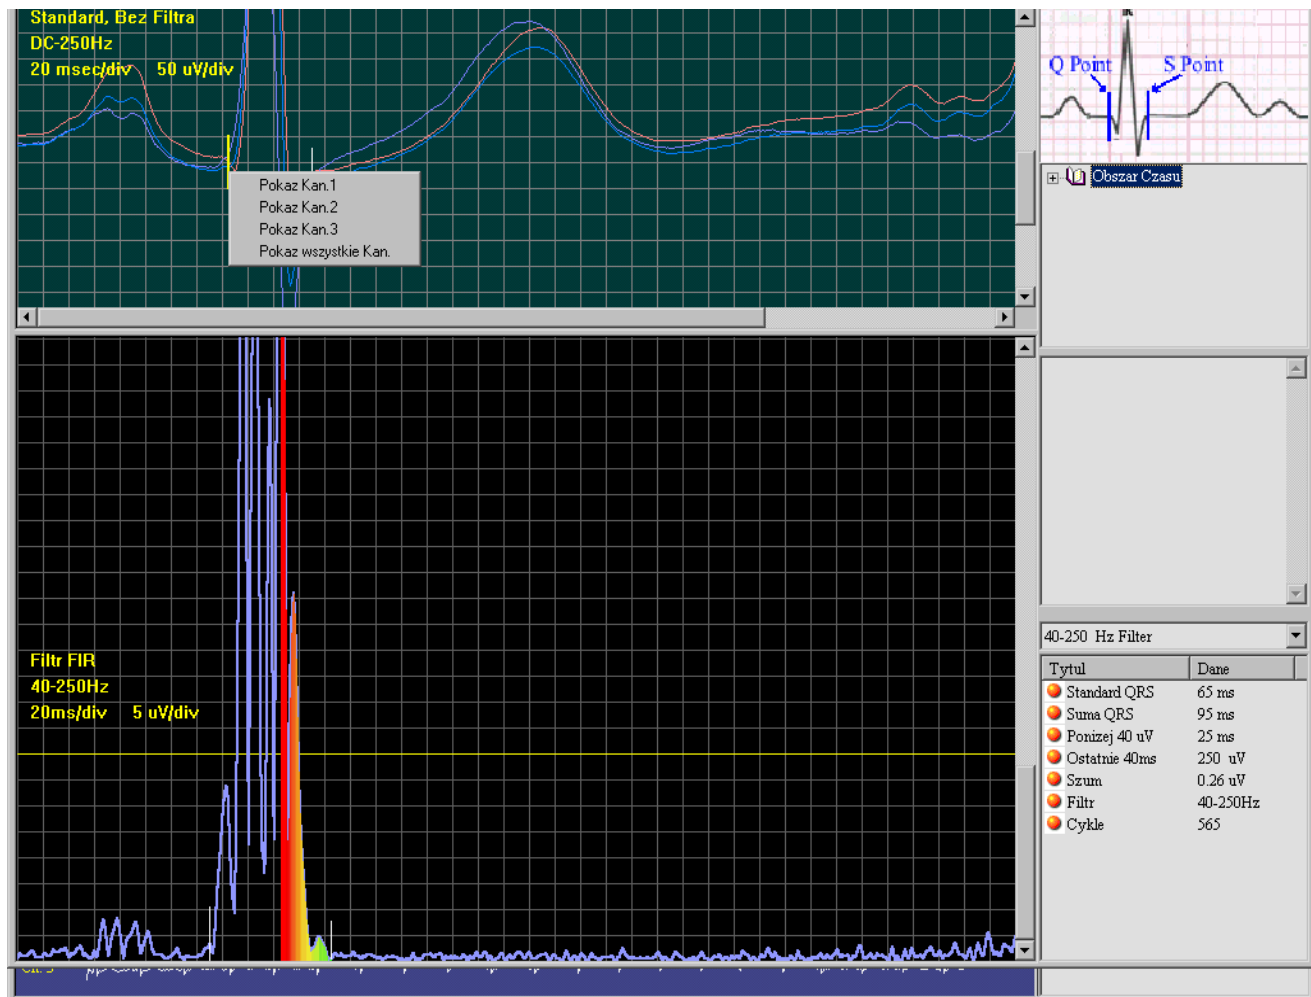 Standard, Bez Filtra
DC-250Hz
20 msec/div 50 uV/div
Pokaz Kan.1
Pokaz Kan.2
Pokaz Kan.3
Pokaz wszystkie Kan.
Q Point S Point
Obszar Czasu
Filtr FIR
40-250Hz
20ms/div 5 uV/div
40-250 Hz Filter
Tytul Dane
Standard QRS 65 ms
Suma QRS 95 ms
Ponizej 40 uV 25 ms
Ostatnie 40ms 250 uV
Szum 0.26 uV
Filtr 40-250Hz
Cykle 565